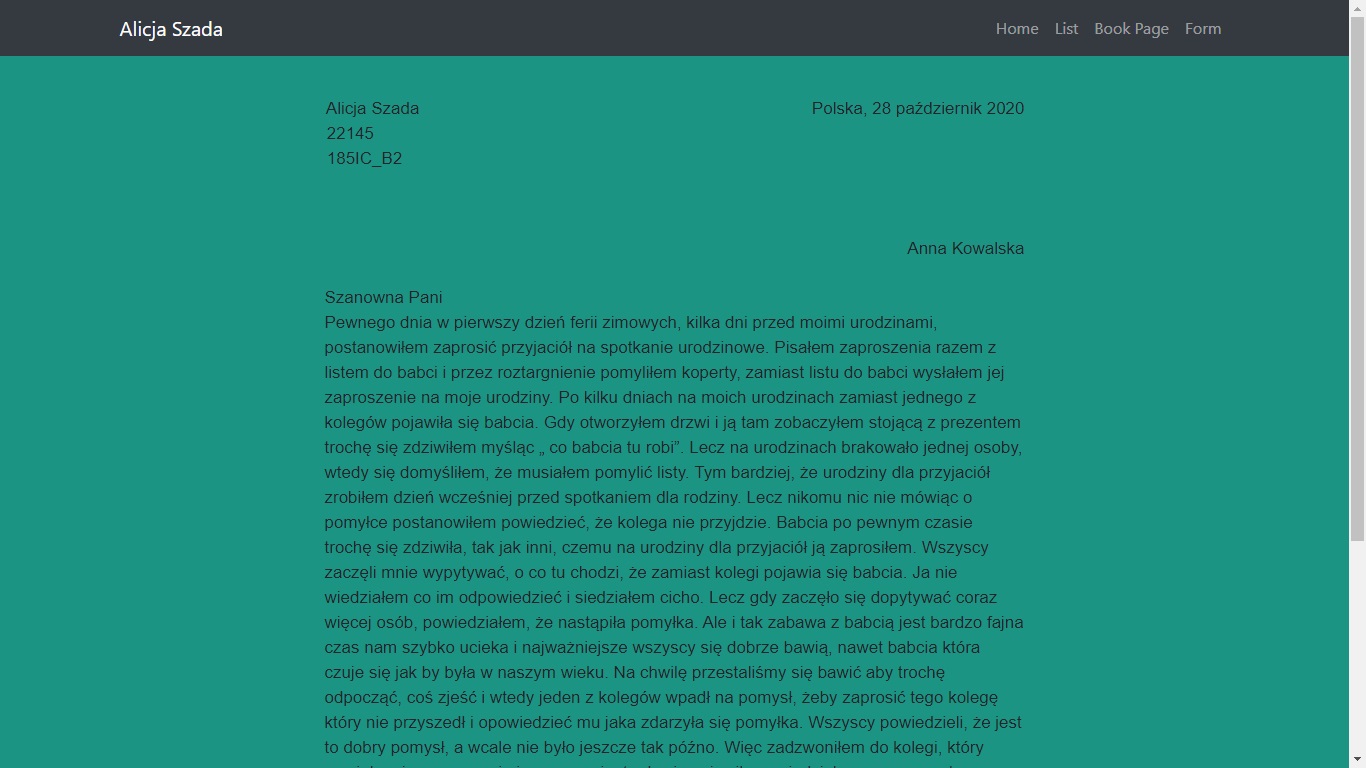 Alicja Szada Home List Book Page Form
Alicja Szada Polska, 28 październik 2020
22145
185IC_B2
Anna Kowalska
Szanowna Pani
Pewnego dnia w pierwszy dzień ferii zimowych, kilka dni przed moimi urodzinami,
postanowiłem zaprosić przyjaciół na spotkanie urodzinowe. Pisałem zaproszenia razem z
listem do babci i przez roztargnienie pomyliłem koperty, zamiast listu do babci wysłałem jej
zaproszenie na moje urodziny. Po kilku dniach na moich urodzinach zamiast jednego z
kolegów pojawiła się babcia. Gdy otworzyłem drzwi i ją tam zobaczyłem stojącą z prezentem
trochę się zdziwiłem myśląc „ co babcia tu robi”. Lecz na urodzinach brakowało jednej osoby,
wtedy się domyśliłem, że musiałem pomylić listy. Tym bardziej, że urodziny dla przyjaciół
zrobiłem dzień wcześniej przed spotkaniem dla rodziny. Lecz nikomu nic nie mówiąc o
pomyłce postanowiłem powiedzieć, że kolega nie przyjdzie. Babcia po pewnym czasie
trochę się zdziwiła, tak jak inni, czemu na urodziny dla przyjaciół ją zaprosiłem. Wszyscy
zaczęli mnie wypytywać, o co tu chodzi, że zamiast kolegi pojawia się babcia. Ja nie
wiedziałem co im odpowiedzieć i siedziałem cicho. Lecz gdy zaczęło się dopytywać coraz
więcej osób, powiedziałem, że nastąpiła pomyłka. Ale i tak zabawa z babcią jest bardzo fajna
czas nam szybko ucieka i najważniejsze wszyscy się dobrze bawią, nawet babcia która
czuje się jak by była w naszym wieku. Na chwilę przestaliśmy się bawić aby trochę
odpocząć, coś zjeść i wtedy jeden z kolegów wpadł na pomysł, żeby zaprosić tego kolegę
który nie przyszedł i opowiedzieć mu jaka zdarzyła się pomyłka. Wszyscy powiedzieli, że jest
to dobry pomysł, a wcale nie było jeszcze tak późno. Więc zadzwoniłem do kolegi, który